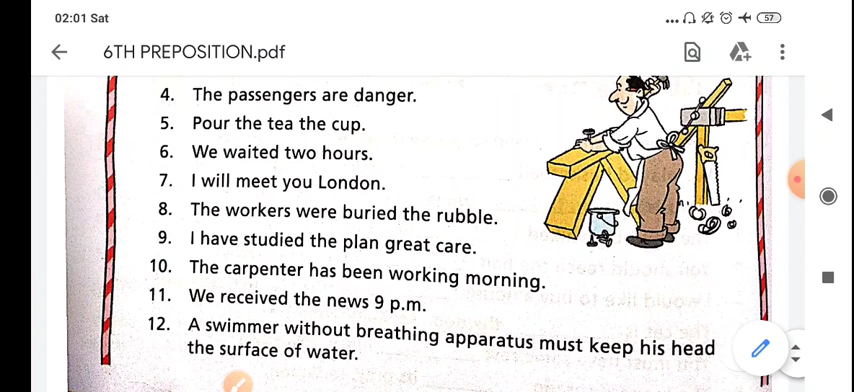 02:01 Sat
57
6TH PREPOSITION.pdf
4. The passengers are danger.
5. Pour the tea the cup.
6. We waited two hours.
7. I will meet you London.
8. The workers were buried the rubble.
9. I have studied the plan great care.
10. The carpenter has been working morning.
11. We received the news 9 p.m.
12. A swimmer without breathing apparatus must keep his head
the surface of water.